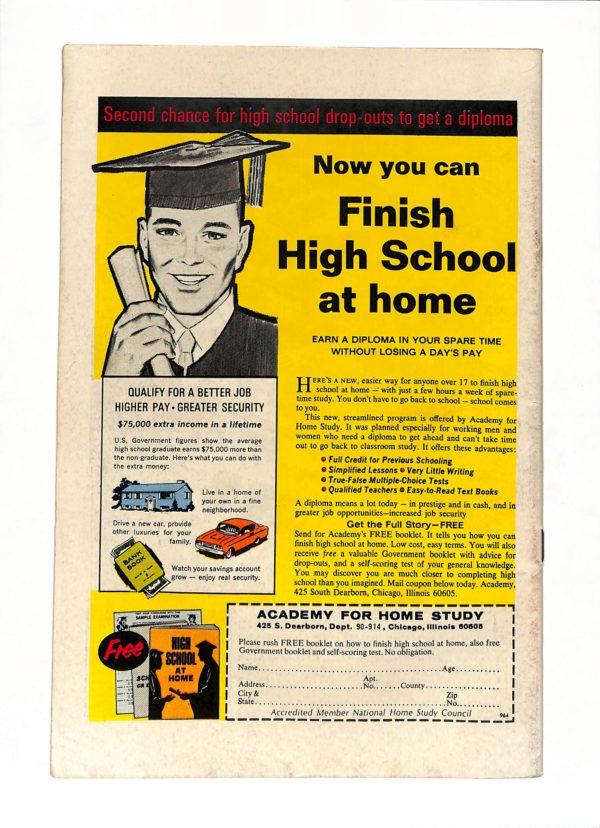 Second chance for high school drop-outs to get a diploma
Now you can
Finish
High School
at home
EARN A DIPLOMA IN YOUR SPARE TIME
WITHOUT LOSING A DAY'S PAY
HERE'S A NEW, easier way for anyone over 17 to finish high
school at home — with just a few hours a week of spare-
time study. You don't have to go back to school — school comes
to you.
This new, streamlined program is offered by Academy for
Home Study. It was planned especially for working men and
women who need a diploma to get ahead and can't take time
out to go back to classroom study. It offers these advantages:
Full Credit for Previous Schooling
Simplified Lessons • Very Little Writing
True-False Multiple-Choice Tests
Qualified Teachers • Easy-to-Read Text Books
A diploma means a lot today — in prestige and in cash, and in
greater job opportunities—increased job security
Get the Full Story—FREE
Send for Academy's FREE booklet. It tells you how you can
finish high school at home. Low cost, easy terms. You will also
receive free a valuable Government booklet with advice for
drop-outs, and a self-scoring test of your general knowledge.
You may discover you are much closer to completing high
school than you imagined. Mail coupon below today. Academy,
425 South Dearborn, Chicago, Illinois 60605.
QUALIFY FOR A BETTER JOB
HIGHER PAY • GREATER SECURITY
$75,000 extra income in a lifetime
U.S. Government figures show the average
high school graduate earns $75,000 more than
the non-graduate. Here's what you can do with
the extra money:
Live in a home of
your own in a fine
neighborhood.
Drive a new car, provide
other luxuries for your
family.
BANK
BOOK
Watch your savings account
grow — enjoy real security.
SAMPLE EXAMINATION
Free
HIGH
SCHOOL
AT
HOME
ACADEMY FOR HOME STUDY
425 S. Dearborn, Dept. 90-914, Chicago, Illinois 60605
Please rush FREE booklet on how to finish high school at home, also free
Government booklet and self-scoring test. No obligation.
Name Age
Address Apt. No. County
City & State Zip No.
Accredited Member National Home Study Council 964